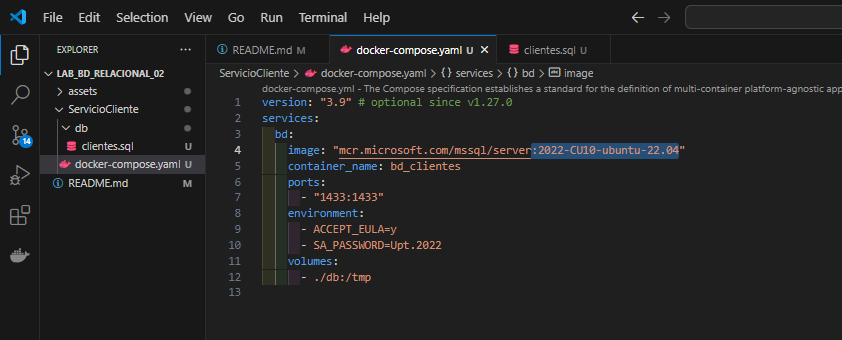 File Edit Selection View Go Run Terminal Help
EXPLORER
LAB_BD_RELACIONAL_02
assets
ServicioCliente
db
clientes.sql U
docker-compose.yaml U
README.md M
14
README.md M
docker-compose.yaml U
clientes.sql U
ServicioCliente > docker-compose.yaml > {} services > {} bd > abc image
docker-compose.yml - The Compose specification establishes a standard for the definition of multi-container platform-agnostic app
1 version: "3.9" # optional since v1.27.0
2 services:
3 bd:
4 image: "mcr.microsoft.com/mssql/server:2022-CU10-ubuntu-22.04"
5 container_name: bd_clientes
6 ports:
7 - "1433:1433"
8 environment:
9 - ACCEPT_EULA=y
10 - SA_PASSWORD=Upt.2022
11 volumes:
12 - ./db:/tmp
13